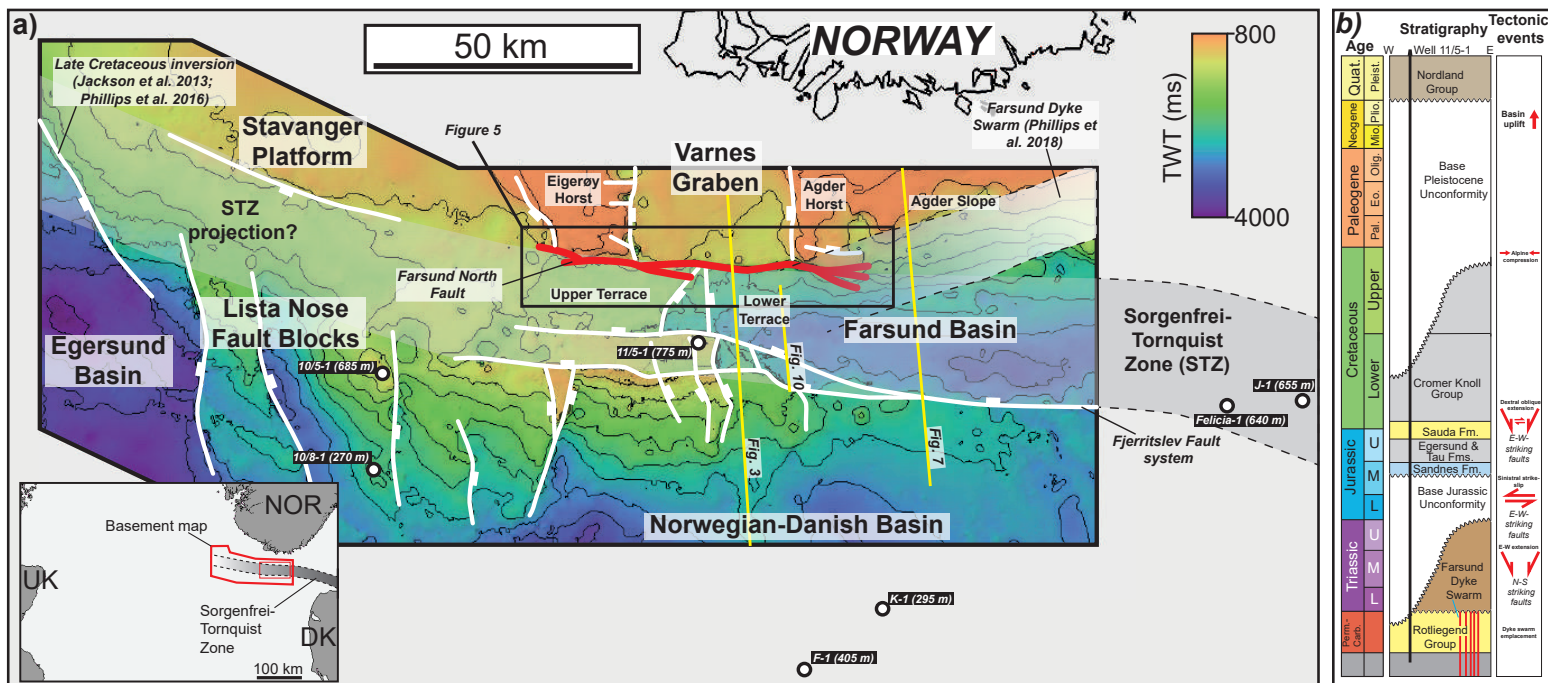 a)
50 km
NORWAY
800
TWT (ms)
4000
Late Cretaceous inversion
(Jackson et al. 2013;
Phillips et al. 2016)
Stavanger
Platform
Figure 5
Farsund Dyke
Swarm (Phillips et
al. 2018)
Varnes
Graben
Eigerøy
Horst
Agder
Horst
Agder Slope
STZ
projection?
Farsund North
Fault
Upper Terrace
Lower
Terrace
Farsund Basin
Lista Nose
Fault Blocks
Egersund
Basin
Sorgenfrei-
Tornquist
Zone (STZ)
11/5-1 (775 m)
10/5-1 (685 m)
Fig. 10
J-1 (655 m)
Felicia-1 (640 m)
Fjerritslev Fault
system
10/8-1 (270 m)
Fig. 3
Fig. 7
Norwegian-Danish Basin
K-1 (295 m)
F-1 (405 m)
NOR
Basement map
UK
Sorgenfrei-
Tornquist
Zone
DK
100 km
b)
Stratigraphy
Tectonic
events
Age
W
Well 11/5-1
E
Quat.
Pleist.
Nordland
Group
Neogene
Plio.
Mio.
Basin
uplift
Paleogene
Olig.
Eo.
Pal.
Base
Pleistocene
Unconformity
Alpine
compression
Cretaceous
Upper
Lower
Cromer Knoll
Group
Dextral oblique
extension
Sauda Fm.
E-W-
striking
faults
Jurassic
U
M
L
Egersund &
Tau Fms.
Sandnes Fm.
Sinistral strike-
slip
Base Jurassic
Unconformity
E-W-
striking
faults
Triassic
U
M
L
E-W extension
Farsund
Dyke
Swarm
N-S
striking
faults
Perm.-
Carb.
Rotliegend
Group
Dyke swarm
emplacement